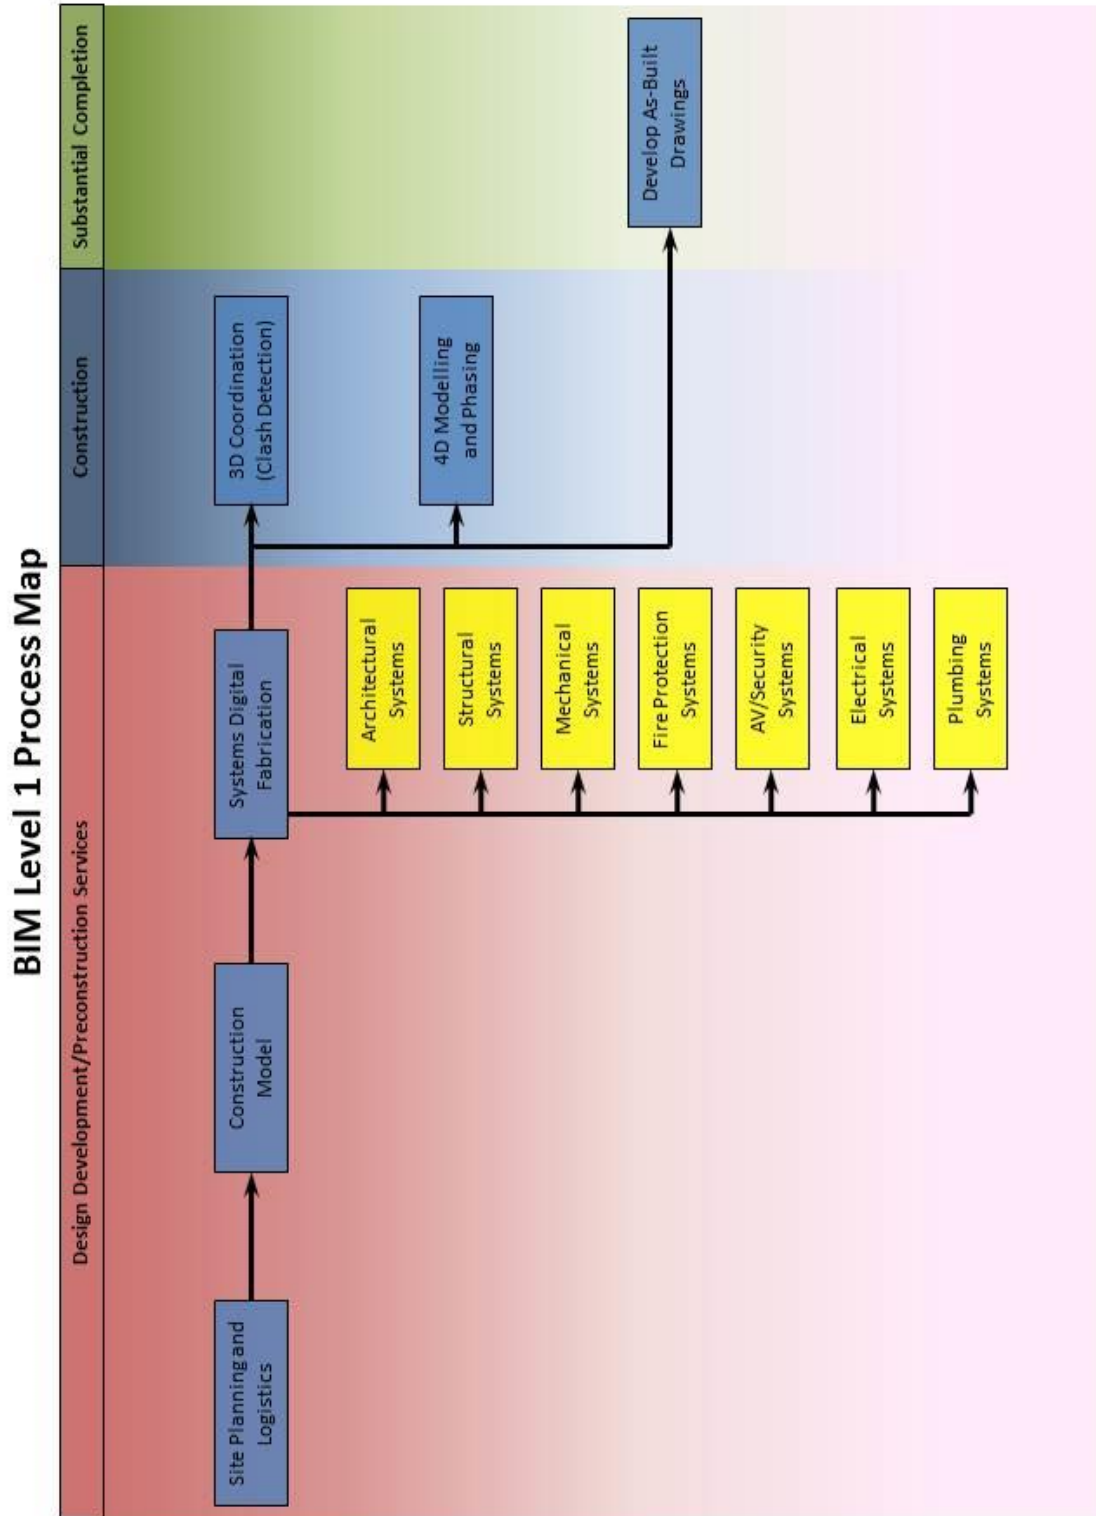 BIM Level 1 Process Map
Design Development/Preconstruction Services
Construction
Substantial Completion
Site Planning and
Logistics
Construction
Model
Systems Digital
Fabrication
3D Coordination
(Clash Detection)
Architectural
Systems
Structural
Systems
Mechanical
Systems
Fire Protection
Systems
AV/Security
Systems
Electrical
Systems
Plumbing
Systems
4D Modelling
and Phasing
Develop As-Built
Drawings